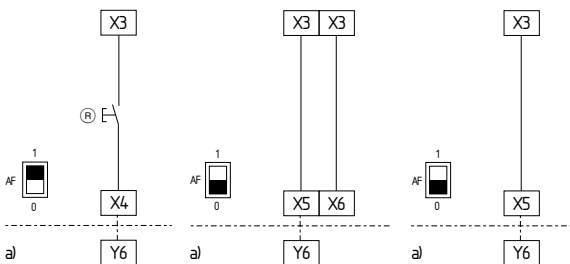 X3 X3 X3 X3
R
1 1 1
AF AF AF
0 0 0
X4 X5 X6 X5
a) Y6 a) Y6 a) Y6